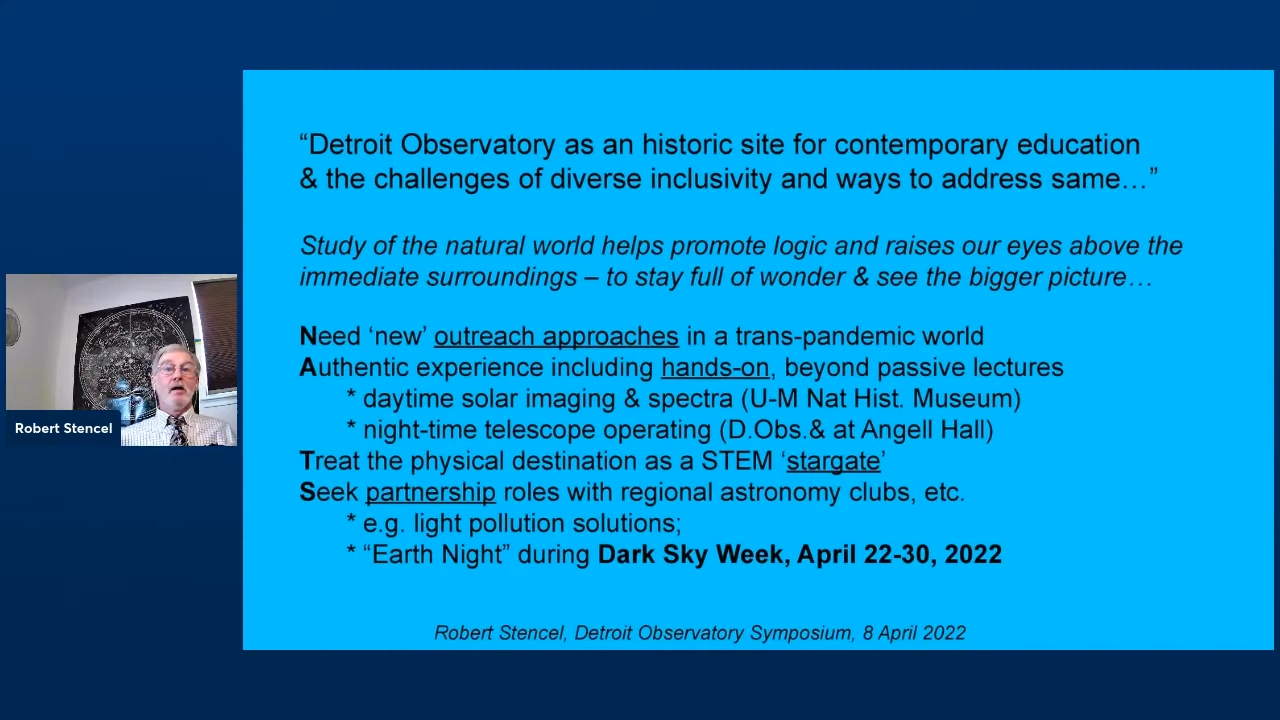 “Detroit Observatory as an historic site for contemporary education
& the challenges of diverse inclusivity and ways to address same…”
Study of the natural world helps promote logic and raises our eyes above the
immediate surroundings – to stay full of wonder & see the bigger picture…
Need ‘new’ outreach approaches in a trans-pandemic world
Authentic experience including hands-on, beyond passive lectures
* daytime solar imaging & spectra (U-M Nat Hist. Museum)
* night-time telescope operating (D.Obs.& at Angell Hall)
Treat the physical destination as a STEM ‘stargate’
Seek partnership roles with regional astronomy clubs, etc.
* e.g. light pollution solutions;
* “Earth Night” during Dark Sky Week, April 22-30, 2022
Robert Stencel, Detroit Observatory Symposium, 8 April 2022
Robert Stencel